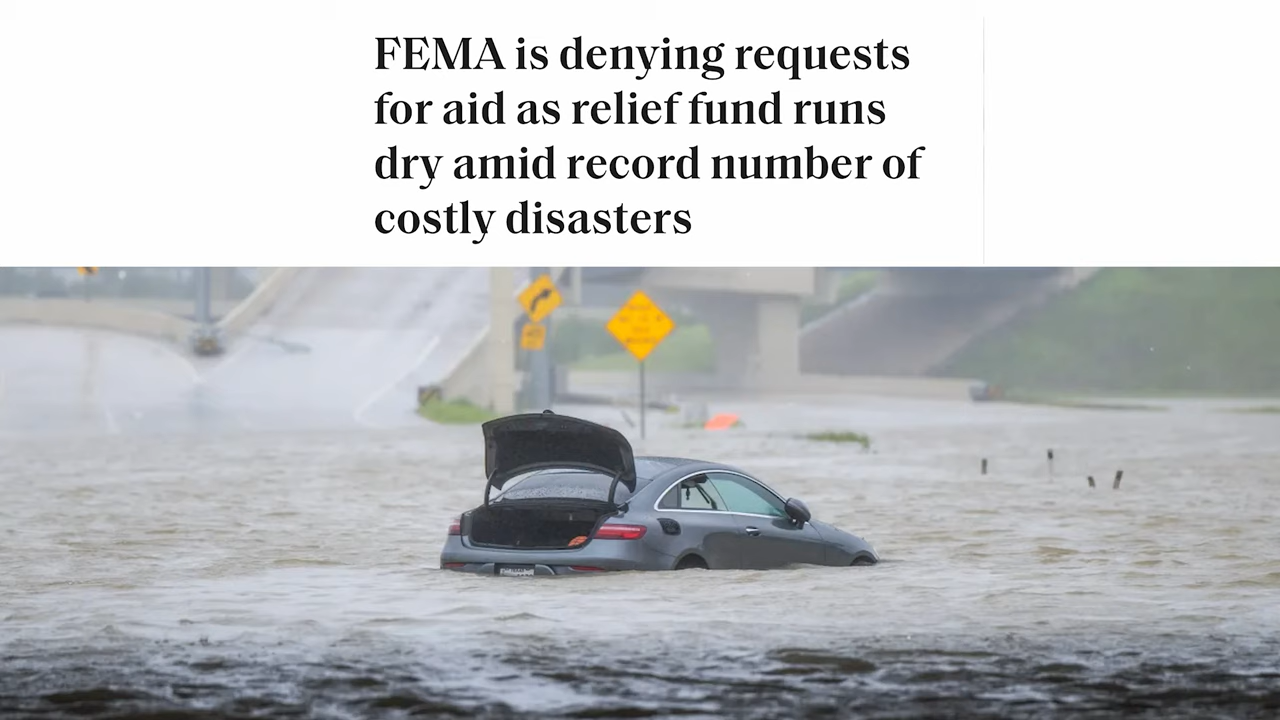 FEMA is denying requests
for aid as relief fund runs
dry amid record number of
costly disasters